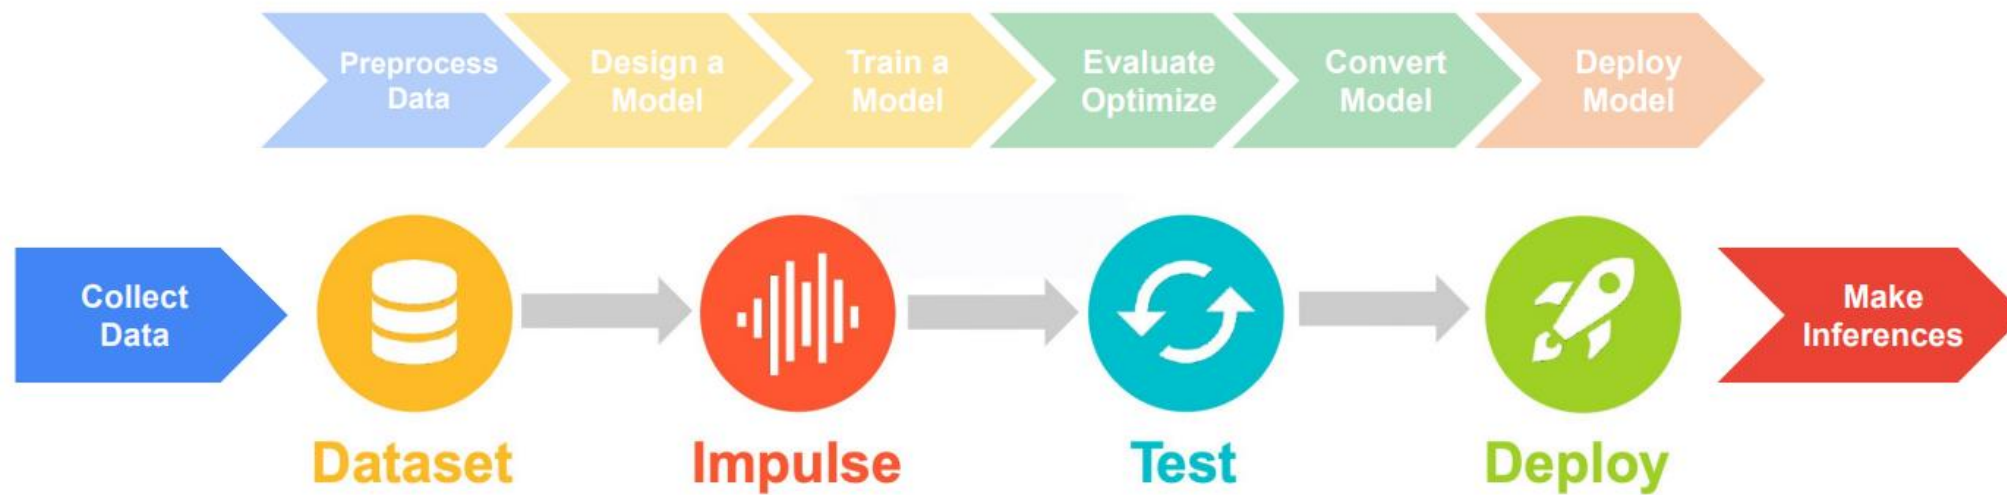 Preprocess
Data
Design a
Model
Train a
Model
Evaluate
Optimize
Convert
Model
Deploy
Model
Collect
Data
Make
Inferences
Dataset
Impulse
Test
Deploy